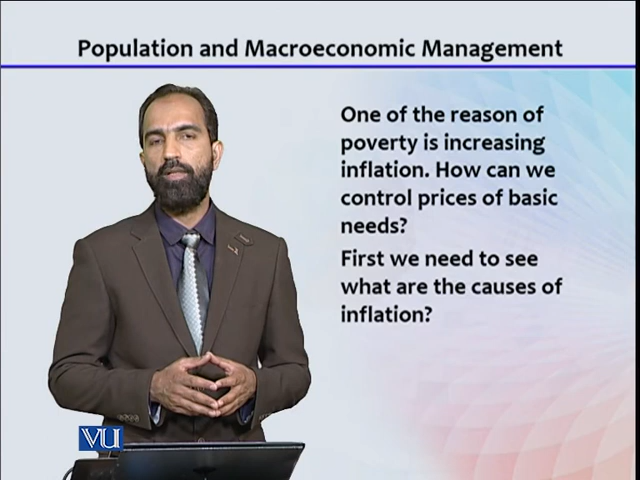 Population and Macroeconomic Management
One of the reason of
poverty is increasing
inflation. How can we
control prices of basic
needs?
First we need to see
what are the causes of
inflation?
VU